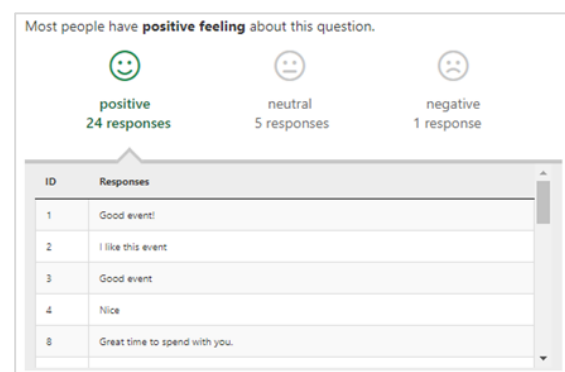 Most people have positive feeling about this question.
positive neutral negative
24 responses 5 responses 1 response
ID Responses
1 Good event!
2 I like this event
3 Good event
4 Nice
8 Great time to spend with you.